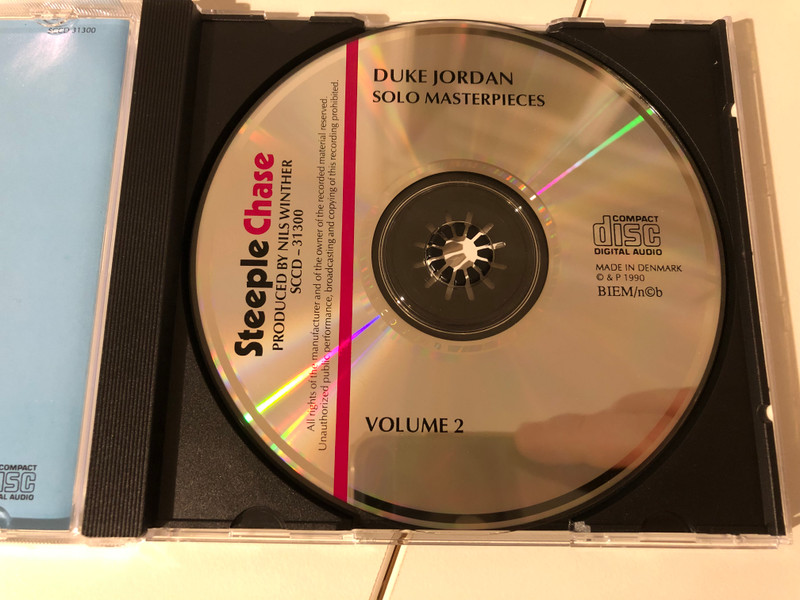 SCCD 31300
DUKE JORDAN
SOLO MASTERPIECES
SteepleChase
PRODUCED BY NILS WINTHER
SCCD – 31300
All rights of the manufacturer and of the owner of the recorded material reserved.
Unauthorized public performance, broadcasting and copying of this recording prohibited.
COMPACT
disc
DIGITAL AUDIO
MADE IN DENMARK
© & P 1990
BIEM/n©b
VOLUME 2
COMPACT
DISC
AL AUDIO